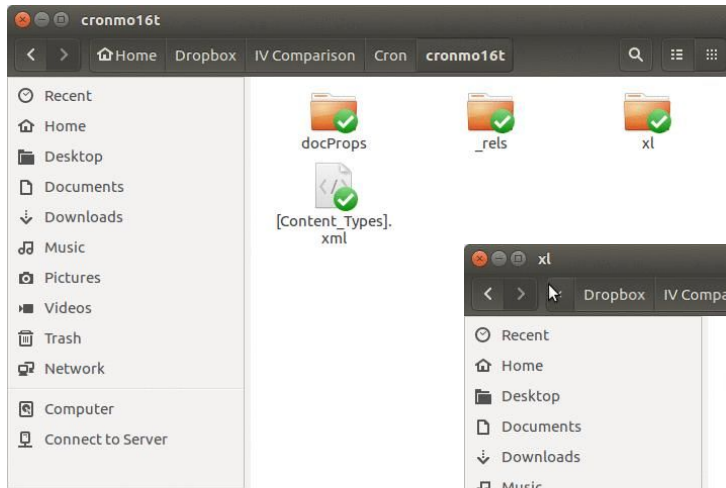 cronmo16t
Home Dropbox IV Comparison Cron cronmo16t
Recent
Home
Desktop
Documents
Downloads
Music
Pictures
Videos
Trash
Network
Computer
Connect to Server
docProps
_rels
xl
[Content_Types].
xml
xl
Dropbox IV Compa
Recent
Home
Desktop
Documents
Downloads
Music